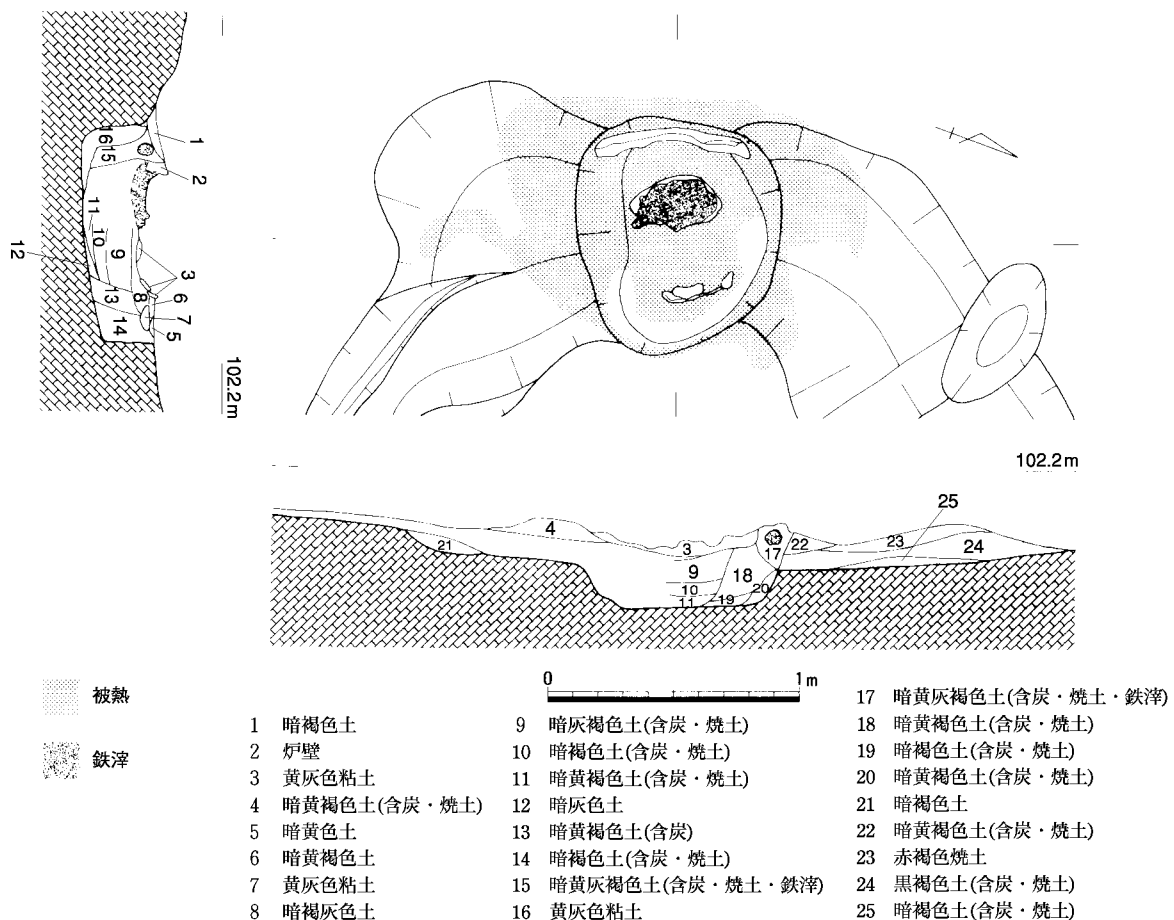 1
2
16
15
11
10
9
12
3
13
8
6
7
14
5
102.2m
102.2m
25
4
23
22
24
21
3
17
9
18
10
20
11
19
0 1m
被熱
鉄滓
1 暗褐色土
2 炉壁
3 黄灰色粘土
4 暗黄褐色土(含炭・焼土)
5 暗黄色土
6 暗黄褐色土
7 黄灰色粘土
8 暗褐灰色土
9 暗灰褐色土(含炭・焼土)
10 暗褐色土(含炭・焼土)
11 暗黄褐色土(含炭・焼土)
12 暗灰色土
13 暗黄褐色土(含炭)
14 暗褐色土(含炭・焼土)
15 暗黄灰褐色土(含炭・焼土・鉄滓)
16 黄灰色粘土
17 暗黄灰褐色土(含炭・焼土・鉄滓)
18 暗黄褐色土(含炭・焼土)
19 暗褐色土(含炭・焼土)
20 暗黄褐色土(含炭・焼土)
21 暗褐色土
22 暗黄褐色土(含炭・焼土)
23 赤褐色焼土
24 黒褐色土(含炭・焼土)
25 暗褐色土(含炭・焼土)